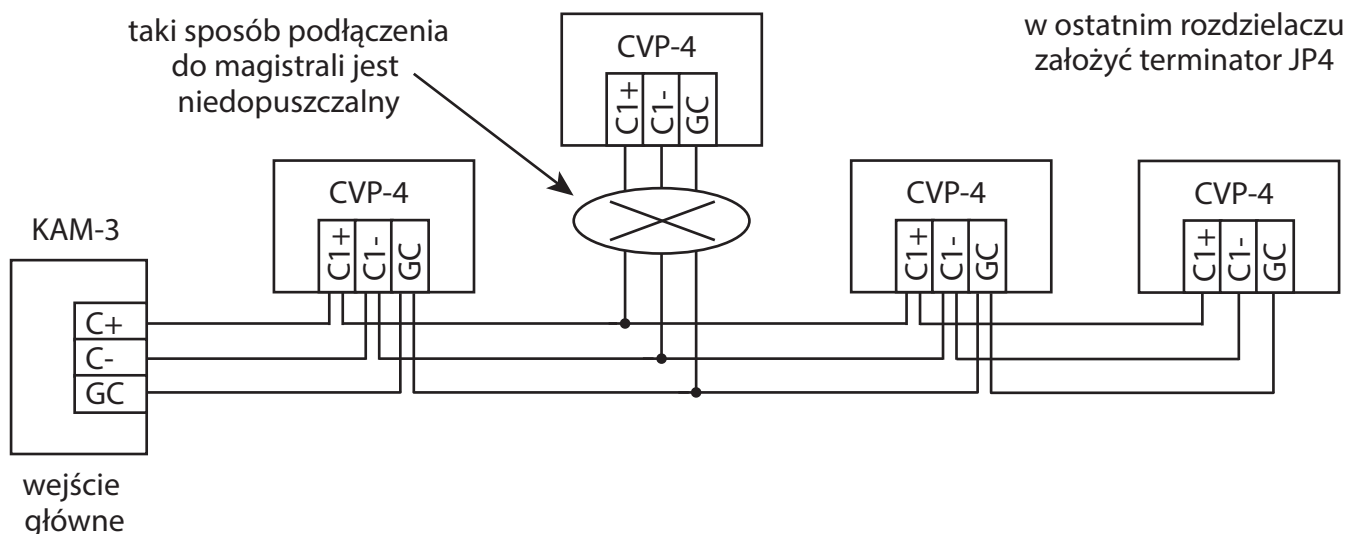 taki sposób podłączenia
do magistrali jest
niedopuszczalny
CVP-4
C1+ C1- GC
w ostatnim rozdzielaczu
założyć terminator JP4
CVP-4
C1+ C1- GC
CVP-4
C1+ C1- GC
CVP-4
C1+ C1- GC
KAM-3
C+
C-
GC
wejście
główne